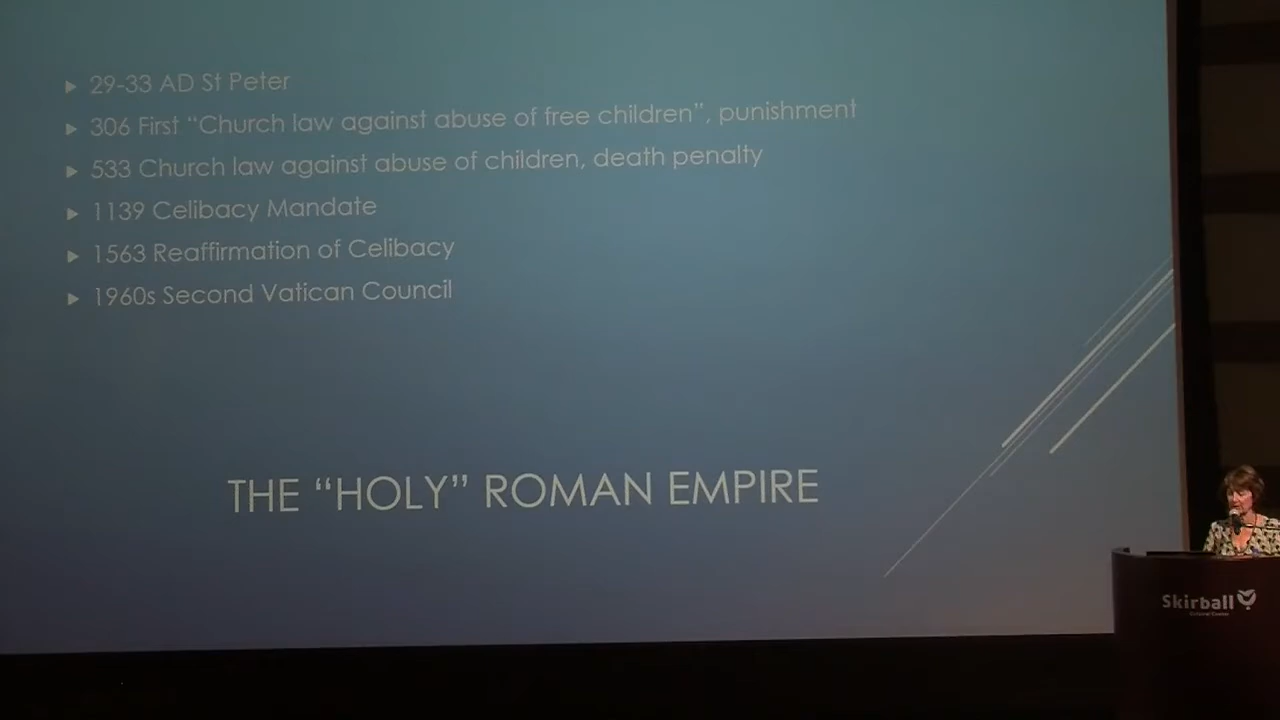 29-33 AD St Peter
306 First “Church law against abuse of free children”, punishment
533 Church law against abuse of children, death penalty
1139 Celibacy Mandate
1563 Reaffirmation of Celibacy
1960s Second Vatican Council
THE “HOLY” ROMAN EMPIRE
Skirball
Cultural Center